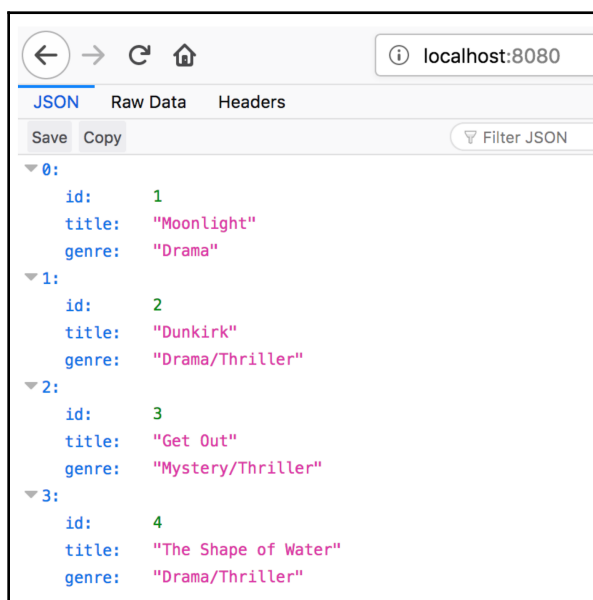 localhost:8080
JSON Raw Data Headers
Save Copy Filter JSON
0:
id: 1
title: "Moonlight"
genre: "Drama"
1:
id: 2
title: "Dunkirk"
genre: "Drama/Thriller"
2:
id: 3
title: "Get Out"
genre: "Mystery/Thriller"
3:
id: 4
title: "The Shape of Water"
genre: "Drama/Thriller"